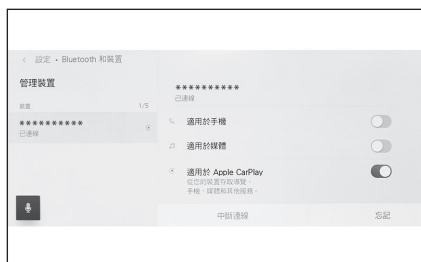 < 設定 • Bluetooth 和裝置
管理裝置
裝置 1/5
**********
已連線
**********
已連線
適用於手機
適用於媒體
適用於 Apple CarPlay
從您的裝置存取導覽、
手機、媒體和其他服務。
中斷連線 忘記